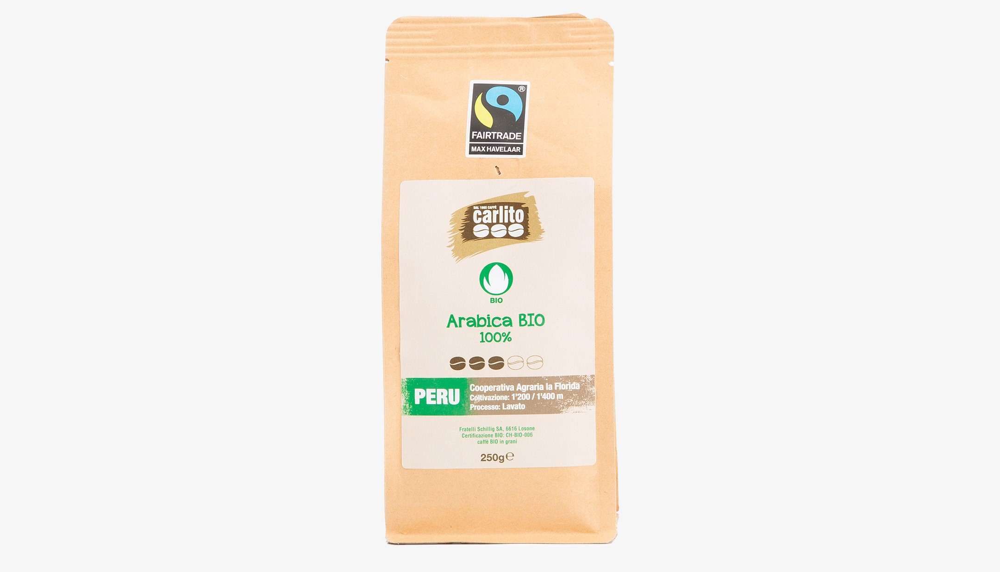 ®
FAIRTRADE
MAX HAVELAAR
DAL 1965 CAFFÈ
carlito
BIO
Arabica BIO
100%
PERU
Cooperativa Agraria la Florida
Coltivazione: 1'200 / 1'400 m
Processo: Lavato
Fratelli Schillig SA, 6616 Losone
Certificazione BIO: CH-BIO-006
caffè BIO in grani
250g℮